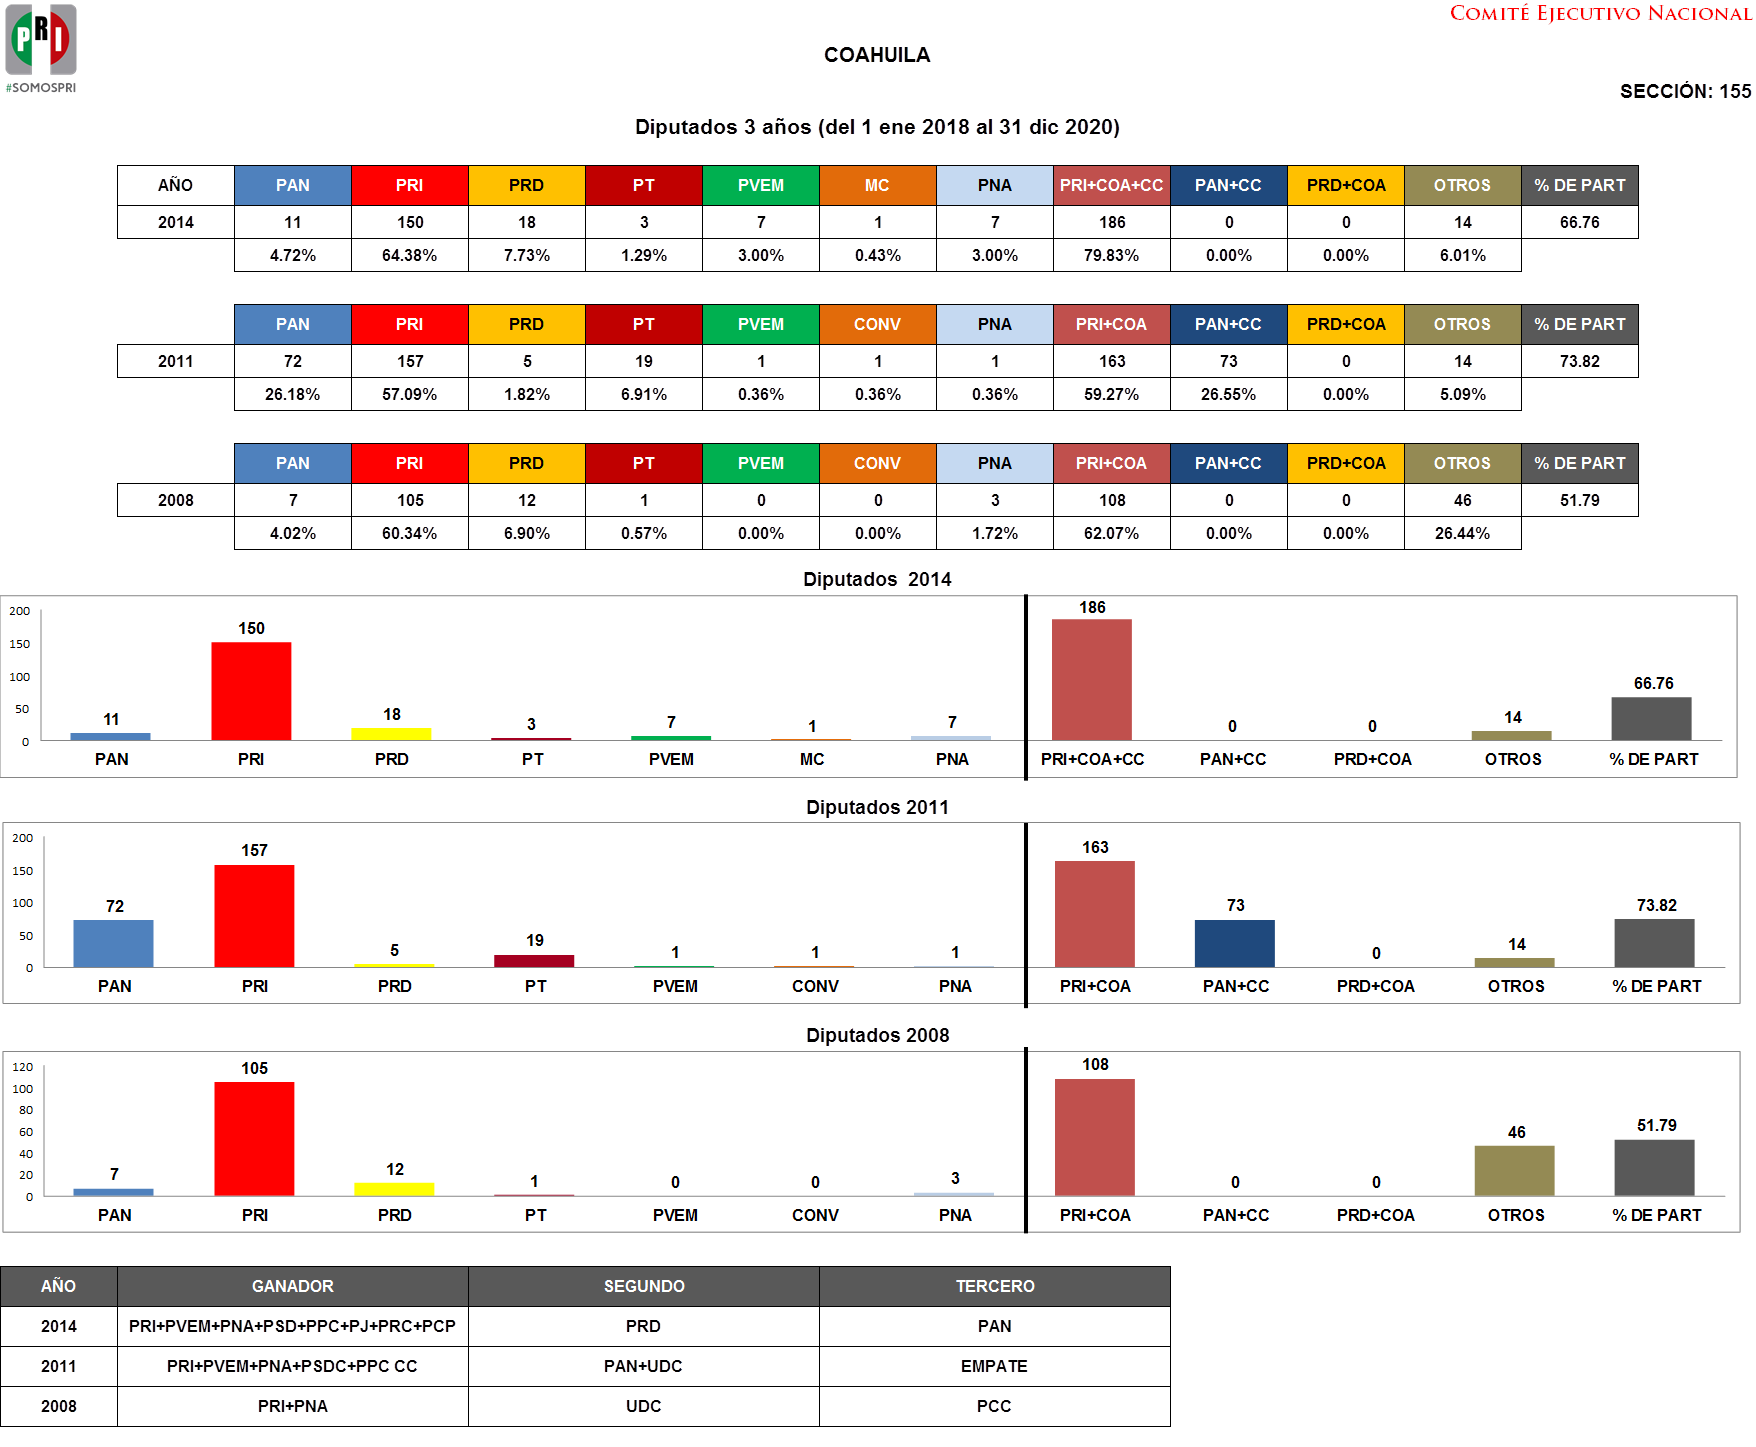 PRI
#SOMOSPRI
COMITÉ EJECUTIVO NACIONAL
COAHUILA
SECCIÓN: 155
Diputados 3 años (del 1 ene 2018 al 31 dic 2020)
AÑO PAN PRI PRD PT PVEM MC PNA PRI+COA+CC PAN+CC PRD+COA OTROS % DE PART
2014 11 150 18 3 7 1 7 186 0 0 14 66.76
4.72% 64.38% 7.73% 1.29% 3.00% 0.43% 3.00% 79.83% 0.00% 0.00% 6.01%
PAN PRI PRD PT PVEM CONV PNA PRI+COA PAN+CC PRD+COA OTROS % DE PART
2011 72 157 5 19 1 1 1 163 73 0 14 73.82
26.18% 57.09% 1.82% 6.91% 0.36% 0.36% 0.36% 59.27% 26.55% 0.00% 5.09%
PAN PRI PRD PT PVEM CONV PNA PRI+COA PAN+CC PRD+COA OTROS % DE PART
2008 7 105 12 1 0 0 3 108 0 0 46 51.79
4.02% 60.34% 6.90% 0.57% 0.00% 0.00% 1.72% 62.07% 0.00% 0.00% 26.44%
Diputados 2014
200
150
100
50
0
11 150 18 3 7 1 7 186 0 0 14 66.76
PAN PRI PRD PT PVEM MC PNA PRI+COA+CC PAN+CC PRD+COA OTROS % DE PART
Diputados 2011
200
150
100
50
0
72 157 5 19 1 1 1 163 73 0 14 73.82
PAN PRI PRD PT PVEM CONV PNA PRI+COA PAN+CC PRD+COA OTROS % DE PART
Diputados 2008
120
100
80
60
40
20
0
7 105 12 1 0 0 3 108 0 0 46 51.79
PAN PRI PRD PT PVEM CONV PNA PRI+COA PAN+CC PRD+COA OTROS % DE PART
AÑO GANADOR SEGUNDO TERCERO
2014 PRI+PVEM+PNA+PSD+PPC+PJ+PRC+PCP PRD PAN
2011 PRI+PVEM+PNA+PSDC+PPC CC PAN+UDC EMPATE
2008 PRI+PNA UDC PCC